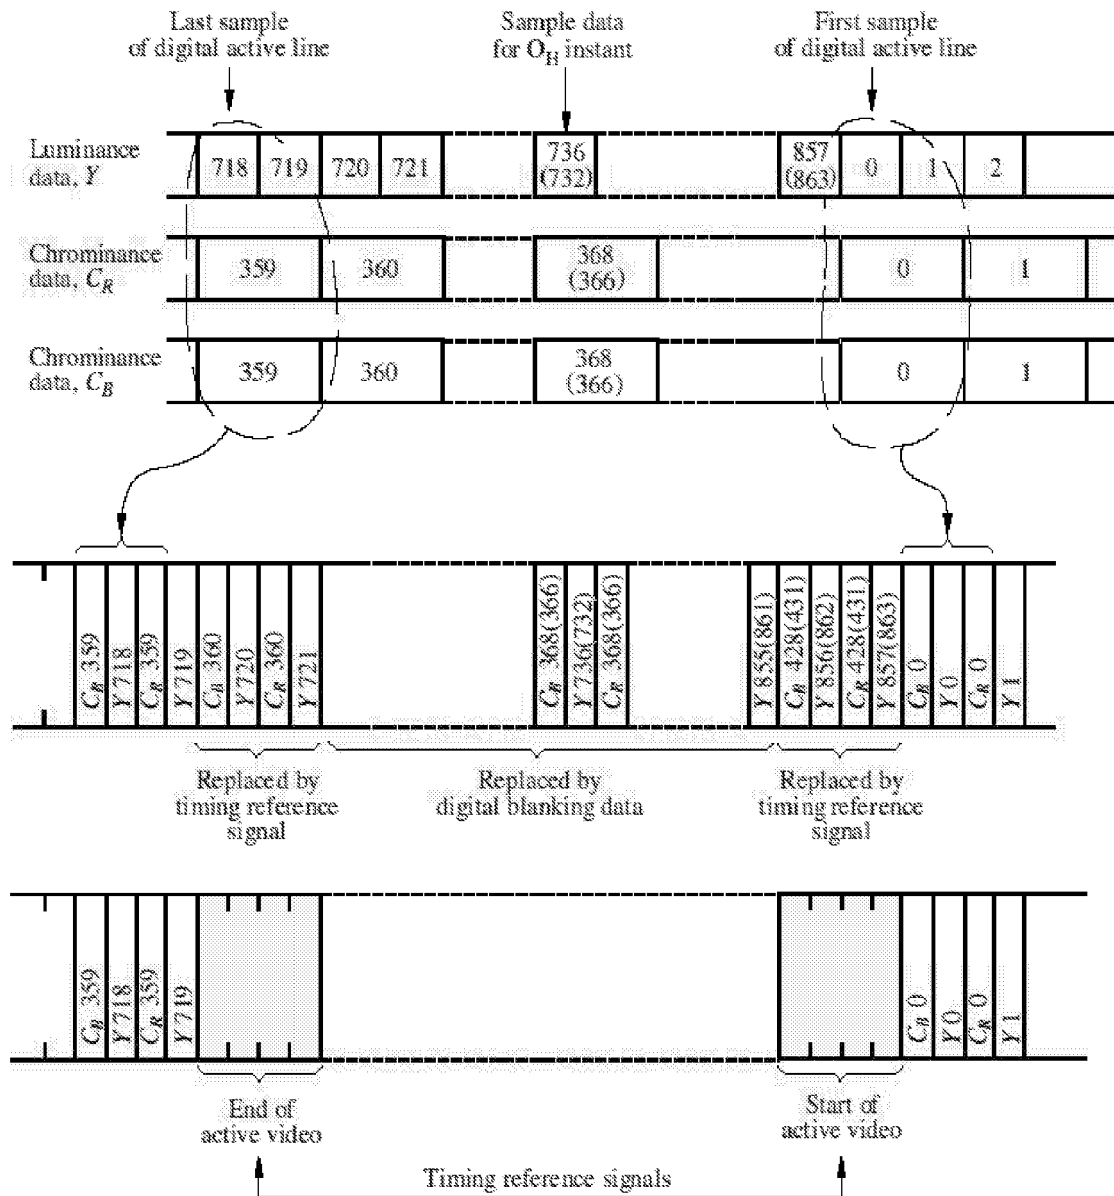 Last sample
of digital active line
Sample data
for O_H instant
First sample
of digital active line
Luminance
data, Y
718 719 720 721 736 857 0 1 2
(732) (863)
Chrominance
data, C_R
359 360 368 0 1
(366)
Chrominance
data, C_B
359 360 368 0 1
(366)
C_B 359
Y 718
C_R 359
Y 719
C_B 360
Y 720
C_R 360
Y 721
C_B 368(366)
Y 736(732)
C_R 368(366)
Y 855(861)
C_B 428(431)
Y 856(862)
C_R 428(431)
Y 857(863)
C_B 0
Y 0
C_R 0
Y 1
Replaced by
timing reference
signal
Replaced by
digital blanking data
Replaced by
timing reference
signal
C_B 359
Y 718
C_R 359
Y 719
C_B 0
Y 0
C_R 0
Y 1
End of
active video
Start of
active video
Timing reference signals